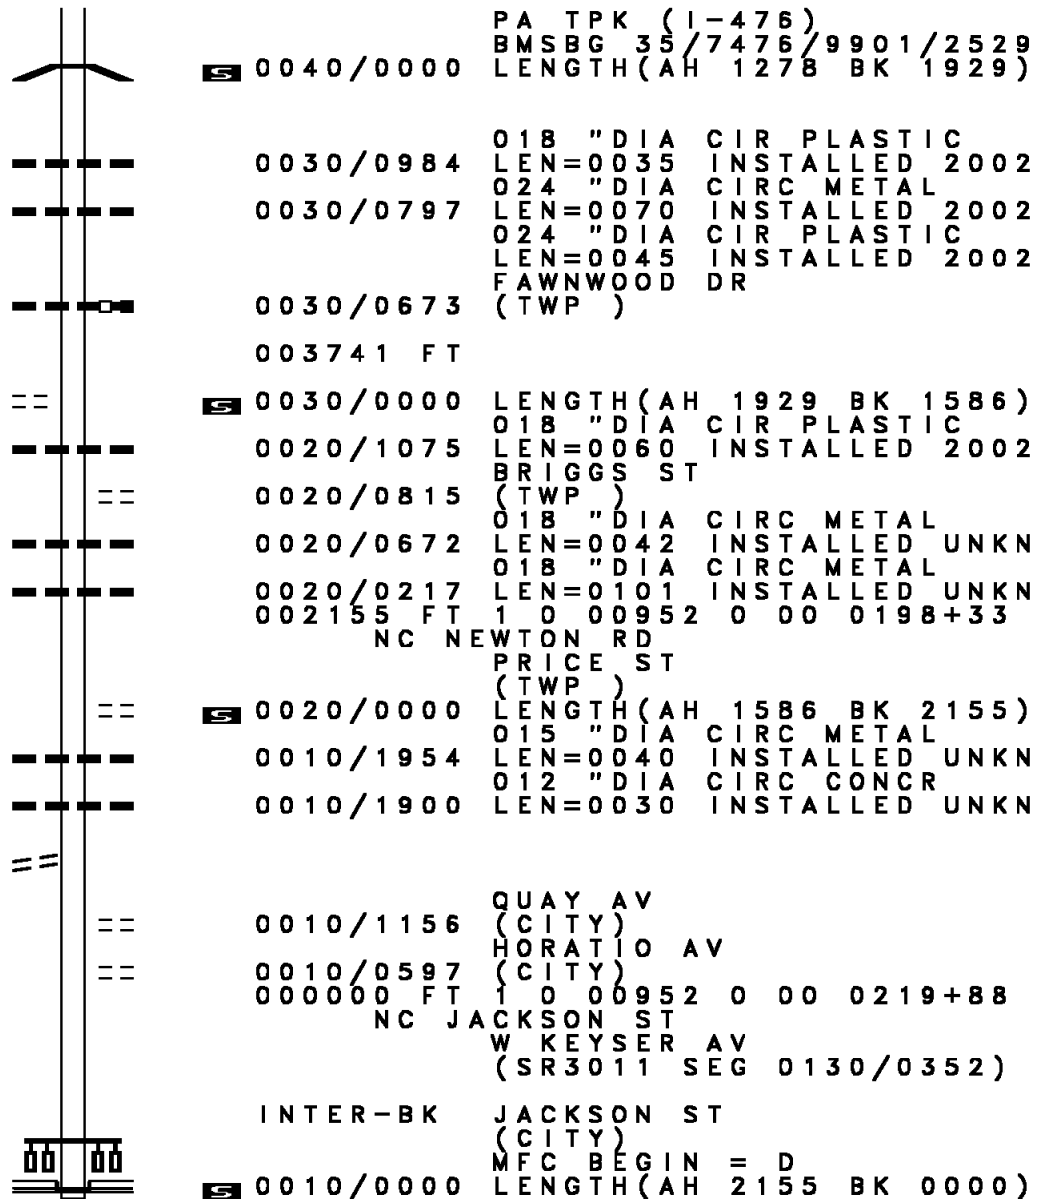 PA TPK (I-476)
BMSBG 35/7476/9901/2529
S 0040/0000 LENGTH(AH 1278 BK 1929)
018 "DIA CIR PLASTIC
0030/0984 LEN=0035 INSTALLED 2002
024 "DIA CIRC METAL
0030/0797 LEN=0070 INSTALLED 2002
024 "DIA CIR PLASTIC
LEN=0045 INSTALLED 2002
FAWNWOOD DR
0030/0673 (TWP )
003741 FT
S 0030/0000 LENGTH(AH 1929 BK 1586)
018 "DIA CIR PLASTIC
0020/1075 LEN=0060 INSTALLED 2002
BRIGGS ST
0020/0815 (TWP )
018 "DIA CIRC METAL
0020/0672 LEN=0042 INSTALLED UNKN
018 "DIA CIRC METAL
0020/0217 LEN=0101 INSTALLED UNKN
002155 FT 1 0 00952 0 00 0198+33
NC NEWTON RD
PRICE ST
(TWP )
S 0020/0000 LENGTH(AH 1586 BK 2155)
015 "DIA CIRC METAL
0010/1954 LEN=0040 INSTALLED UNKN
012 "DIA CIRC CONCR
0010/1900 LEN=0030 INSTALLED UNKN
QUAY AV
0010/1156 (CITY)
HORATIO AV
0010/0597 (CITY)
000000 FT 1 0 00952 0 00 0219+88
NC JACKSON ST
W KEYSER AV
(SR3011 SEG 0130/0352)
INTER-BK JACKSON ST
(CITY)
MFC BEGIN = D
S 0010/0000 LENGTH(AH 2155 BK 0000)